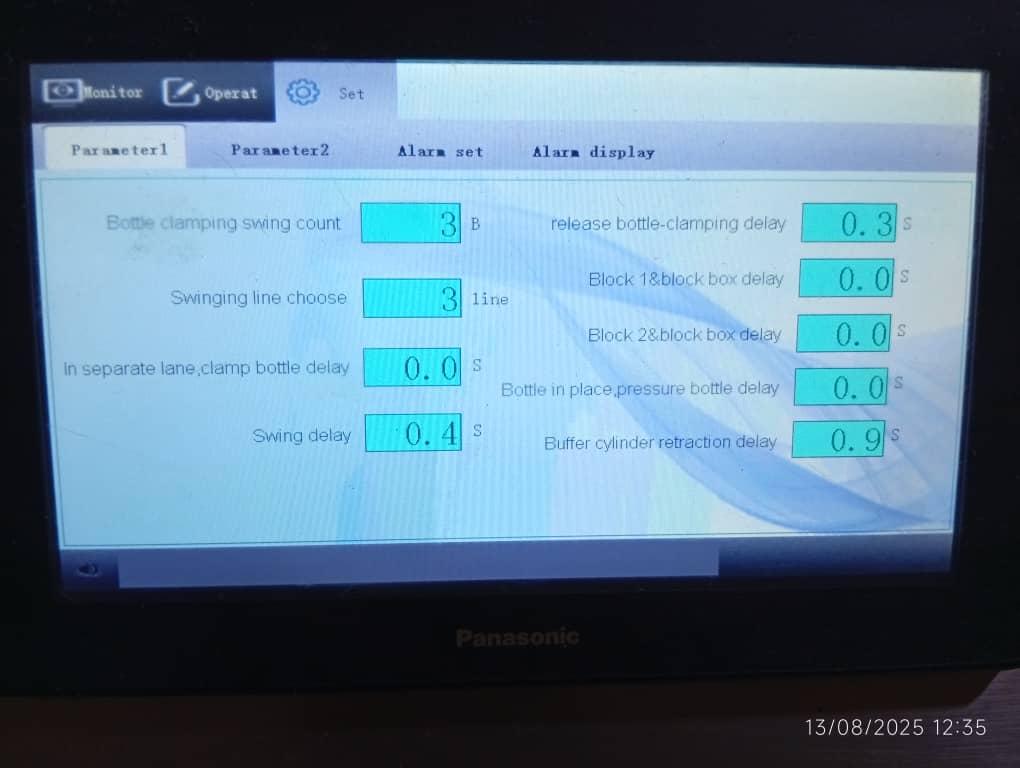 Monitor Operat Set
Parameter1 Parameter2 Alarm set Alarm display
Bottle clamping swing count 3 B
Swinging line choose 3 line
In separate lane,clamp bottle delay 0.0 S
Swing delay 0.4 S
release bottle-clamping delay 0.3 S
Block 1&block box delay 0.0 S
Block 2&block box delay 0.0 S
Bottle in place,pressure bottle delay 0.0 S
Buffer cylinder retraction delay 0.9 S
Panasonic
13/08/2025 12:35